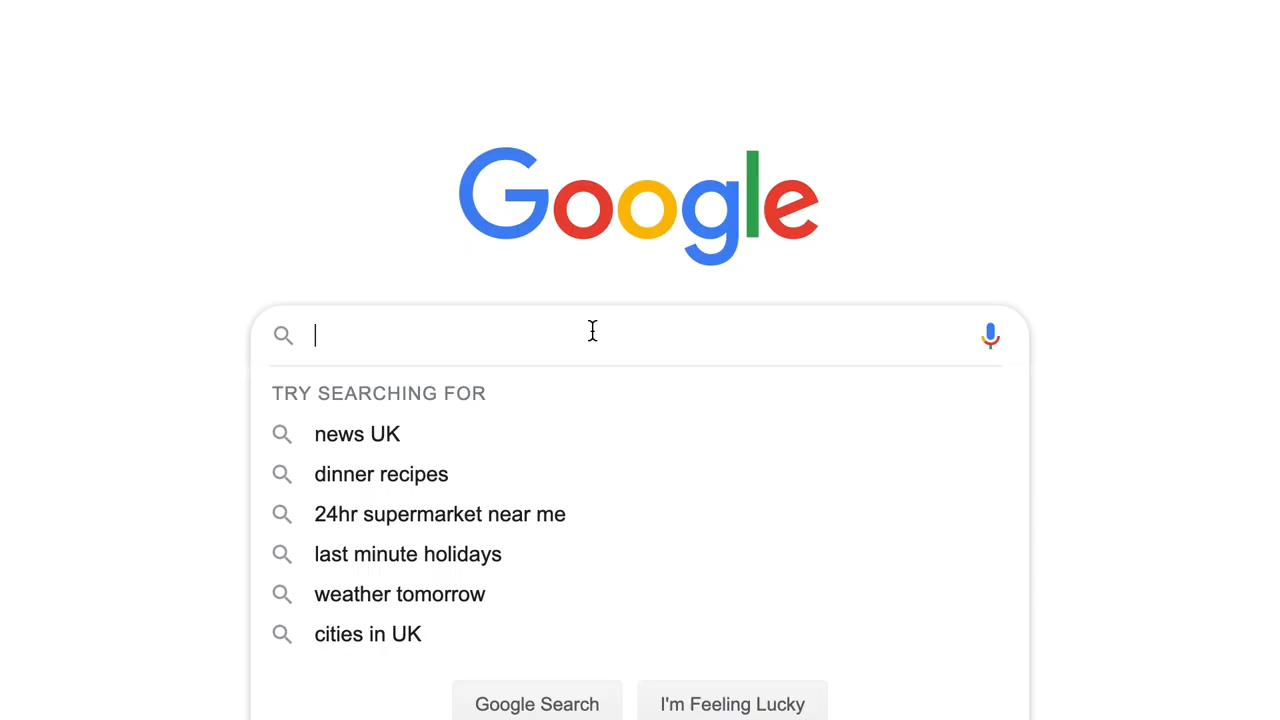 Google
TRY SEARCHING FOR
news UK
dinner recipes
24hr supermarket near me
last minute holidays
weather tomorrow
cities in UK
Google Search
I'm Feeling Lucky